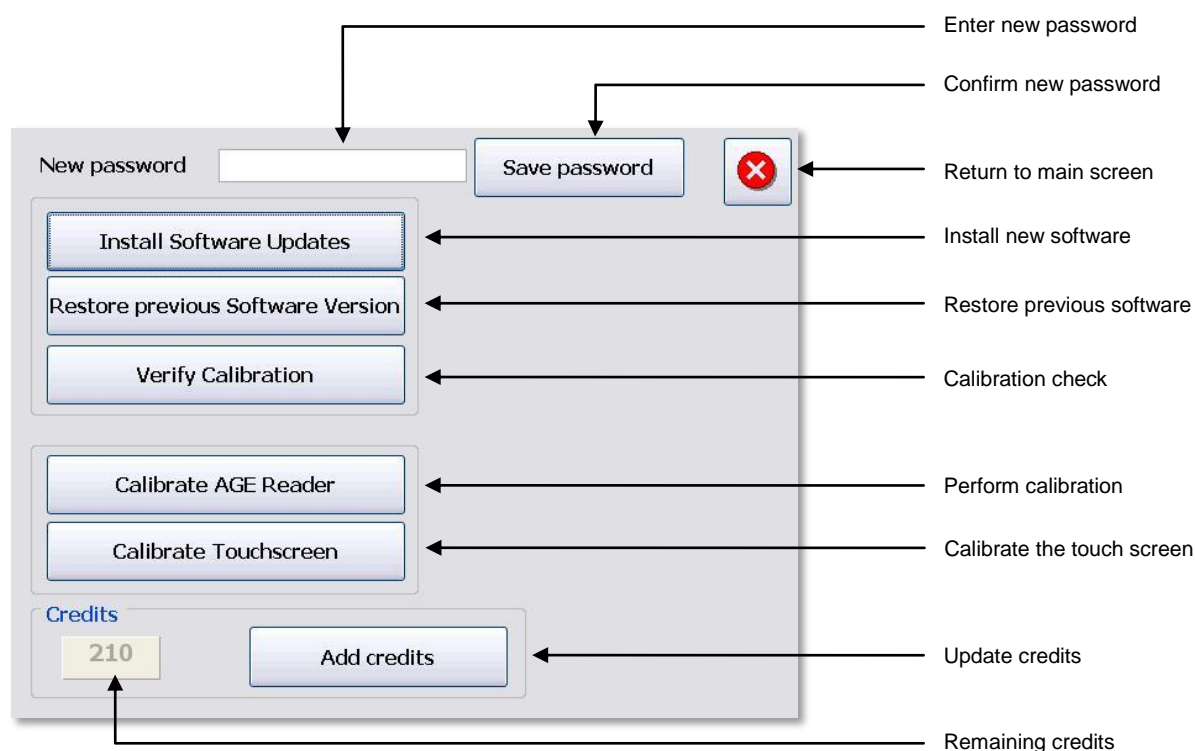 Enter new password
Confirm new password
New password
Save password
Return to main screen
Install Software Updates
Install new software
Restore previous Software Version
Restore previous software
Verify Calibration
Calibration check
Calibrate AGE Reader
Perform calibration
Calibrate Touchscreen
Calibrate the touch screen
Credits
210
Add credits
Update credits
Remaining credits